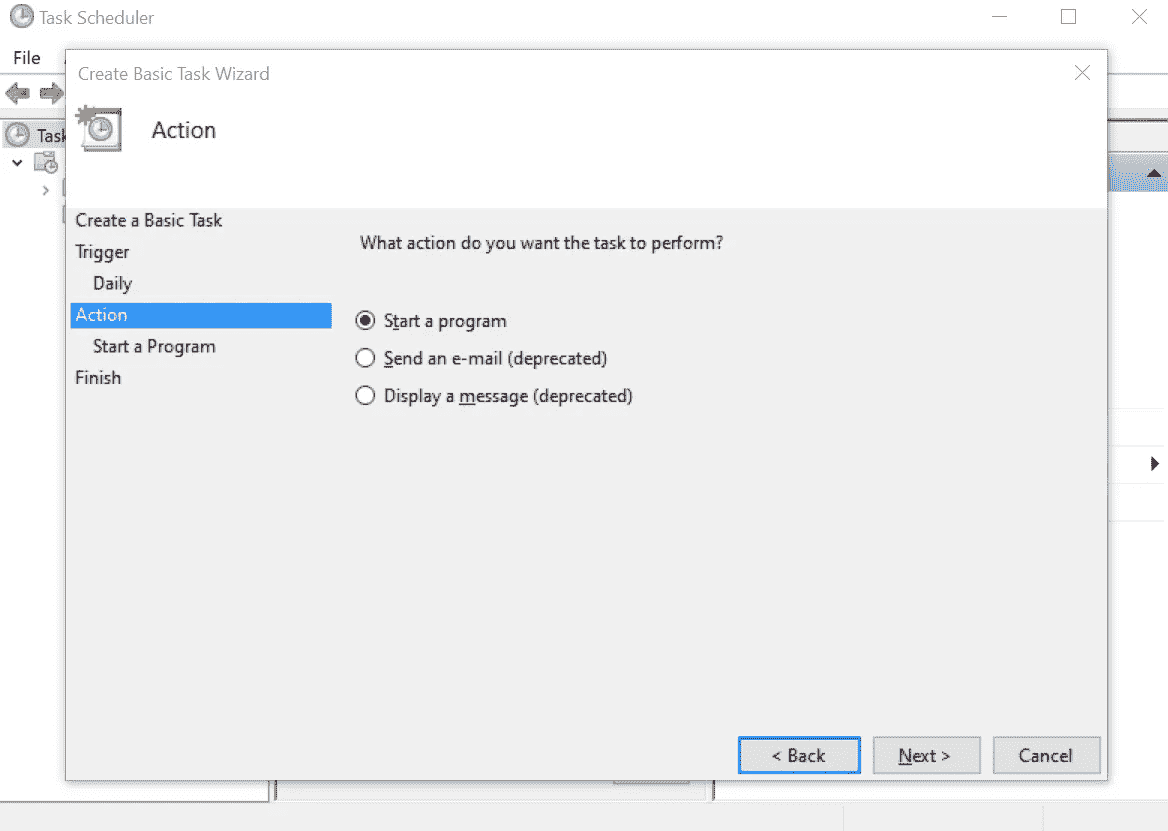 Task Scheduler
File
Create Basic Task Wizard
Action
Task
Create a Basic Task
Trigger
Daily
Action
Start a Program
Finish
What action do you want the task to perform?
Start a program
Send an e-mail (deprecated)
Display a message (deprecated)
< Back
Next >
Cancel